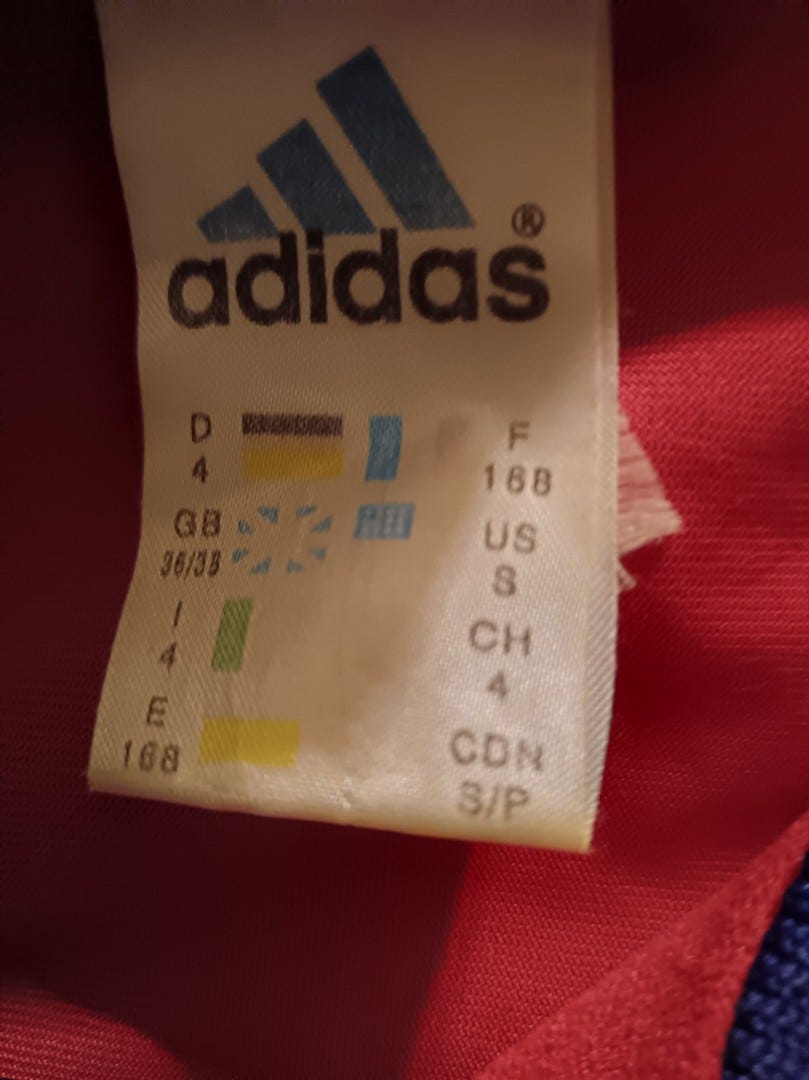 adidas®
D
4
GB
36/38
I
4
E
168
F
168
US
S
CH
4
CDN
S/P